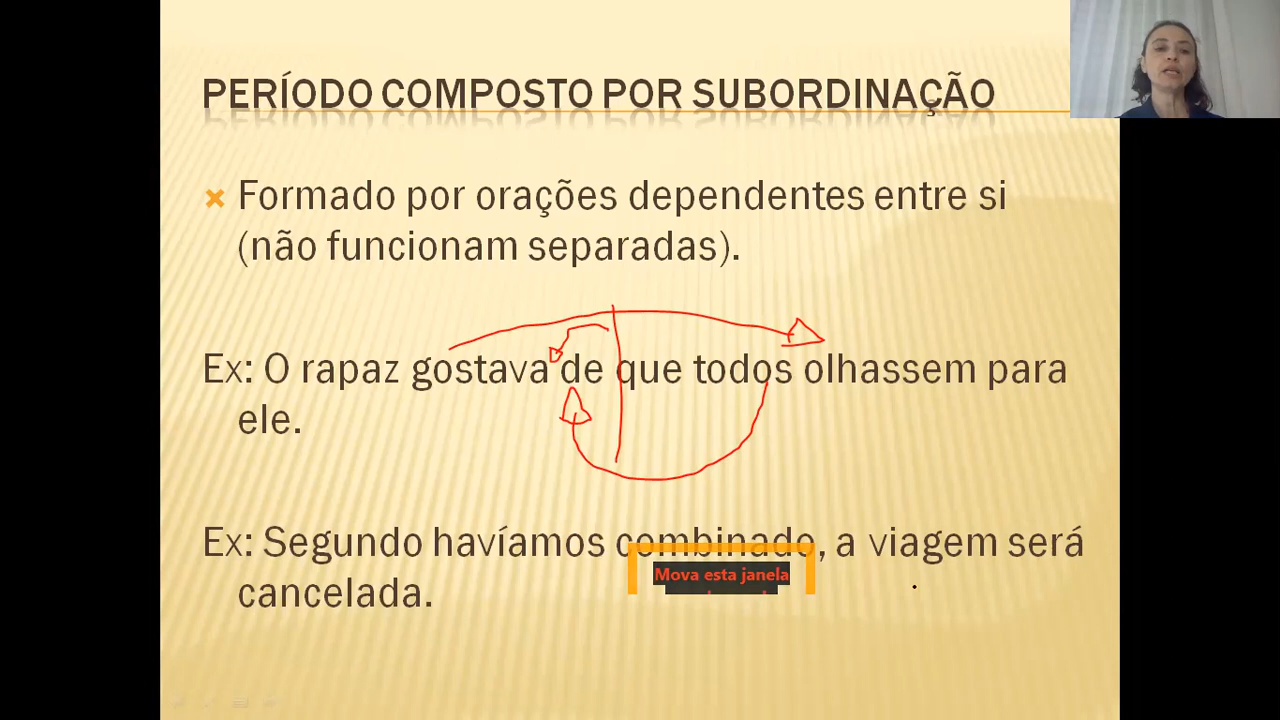 PERÍODO COMPOSTO POR SUBORDINAÇÃO
Formado por orações dependentes entre si
(não funcionam separadas).
Ex: O rapaz gostava de que todos olhassem para
ele.
Ex: Segundo havíamos combinado, a viagem será
cancelada.
Mova esta janela